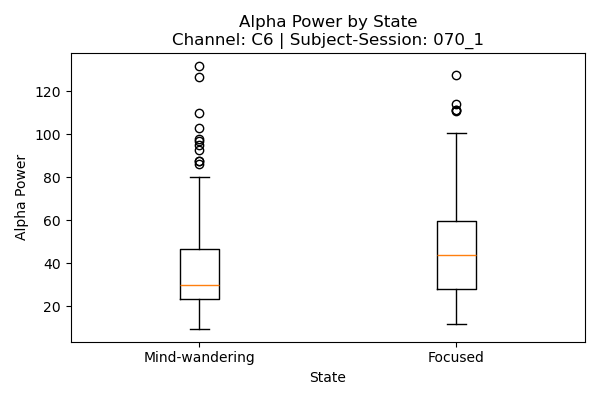 Alpha Power by State
Channel: C6 | Subject-Session: 070_1
Alpha Power
120
100
80
60
40
20
Mind-wandering
Focused
State